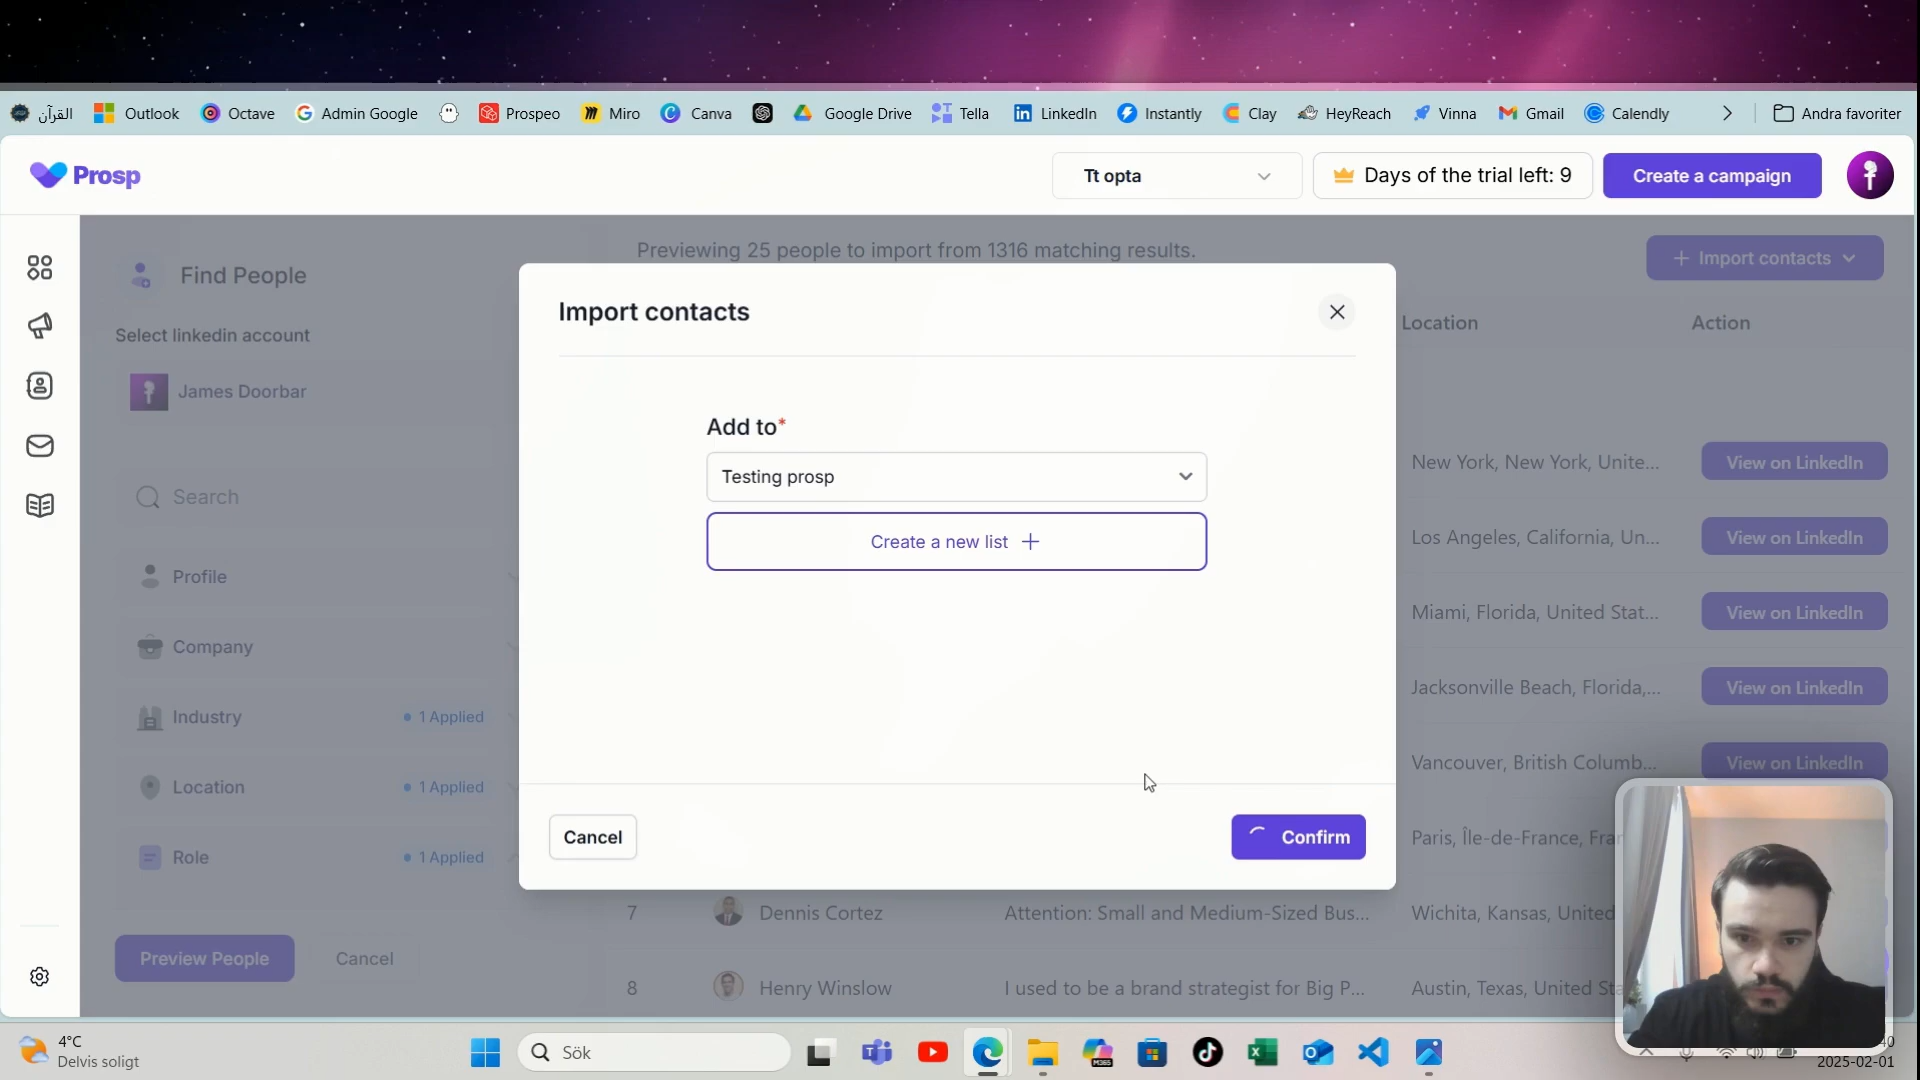 القرآن
Outlook
Octave
Admin Google
Prospeo
Miro
Canva
Google Drive
Tella
LinkedIn
Instantly
Clay
HeyReach
Vinna
Gmail
Calendly
Andra favoriter
Prosp
Tt opta
Days of the trial left: 9
Create a campaign
Find People
Previewing 25 people to import from 1316 matching results.
Import contacts
Import contacts
Select linkedin account
Location
Action
James Doorbar
Add to*
New York, New York, Unite...
View on LinkedIn
Testing prosp
Search
Create a new list
Los Angeles, California, Un...
View on LinkedIn
Profile
Miami, Florida, United Stat...
View on LinkedIn
Company
Jacksonville Beach, Florida,...
View on LinkedIn
Industry
1 Applied
Vancouver, British Columb...
View on LinkedIn
Location
1 Applied
Cancel
Confirm
Paris, Île-de-France, Fra
Role
1 Applied
7
Dennis Cortez
Attention: Small and Medium-Sized Bus...
Wichita, Kansas, United
Preview People
Cancel
8
Henry Winslow
I used to be a brand strategist for Big P...
Austin, Texas, United Sta
4°C
Delvis soligt
Sök
M365
40
2025-02-01